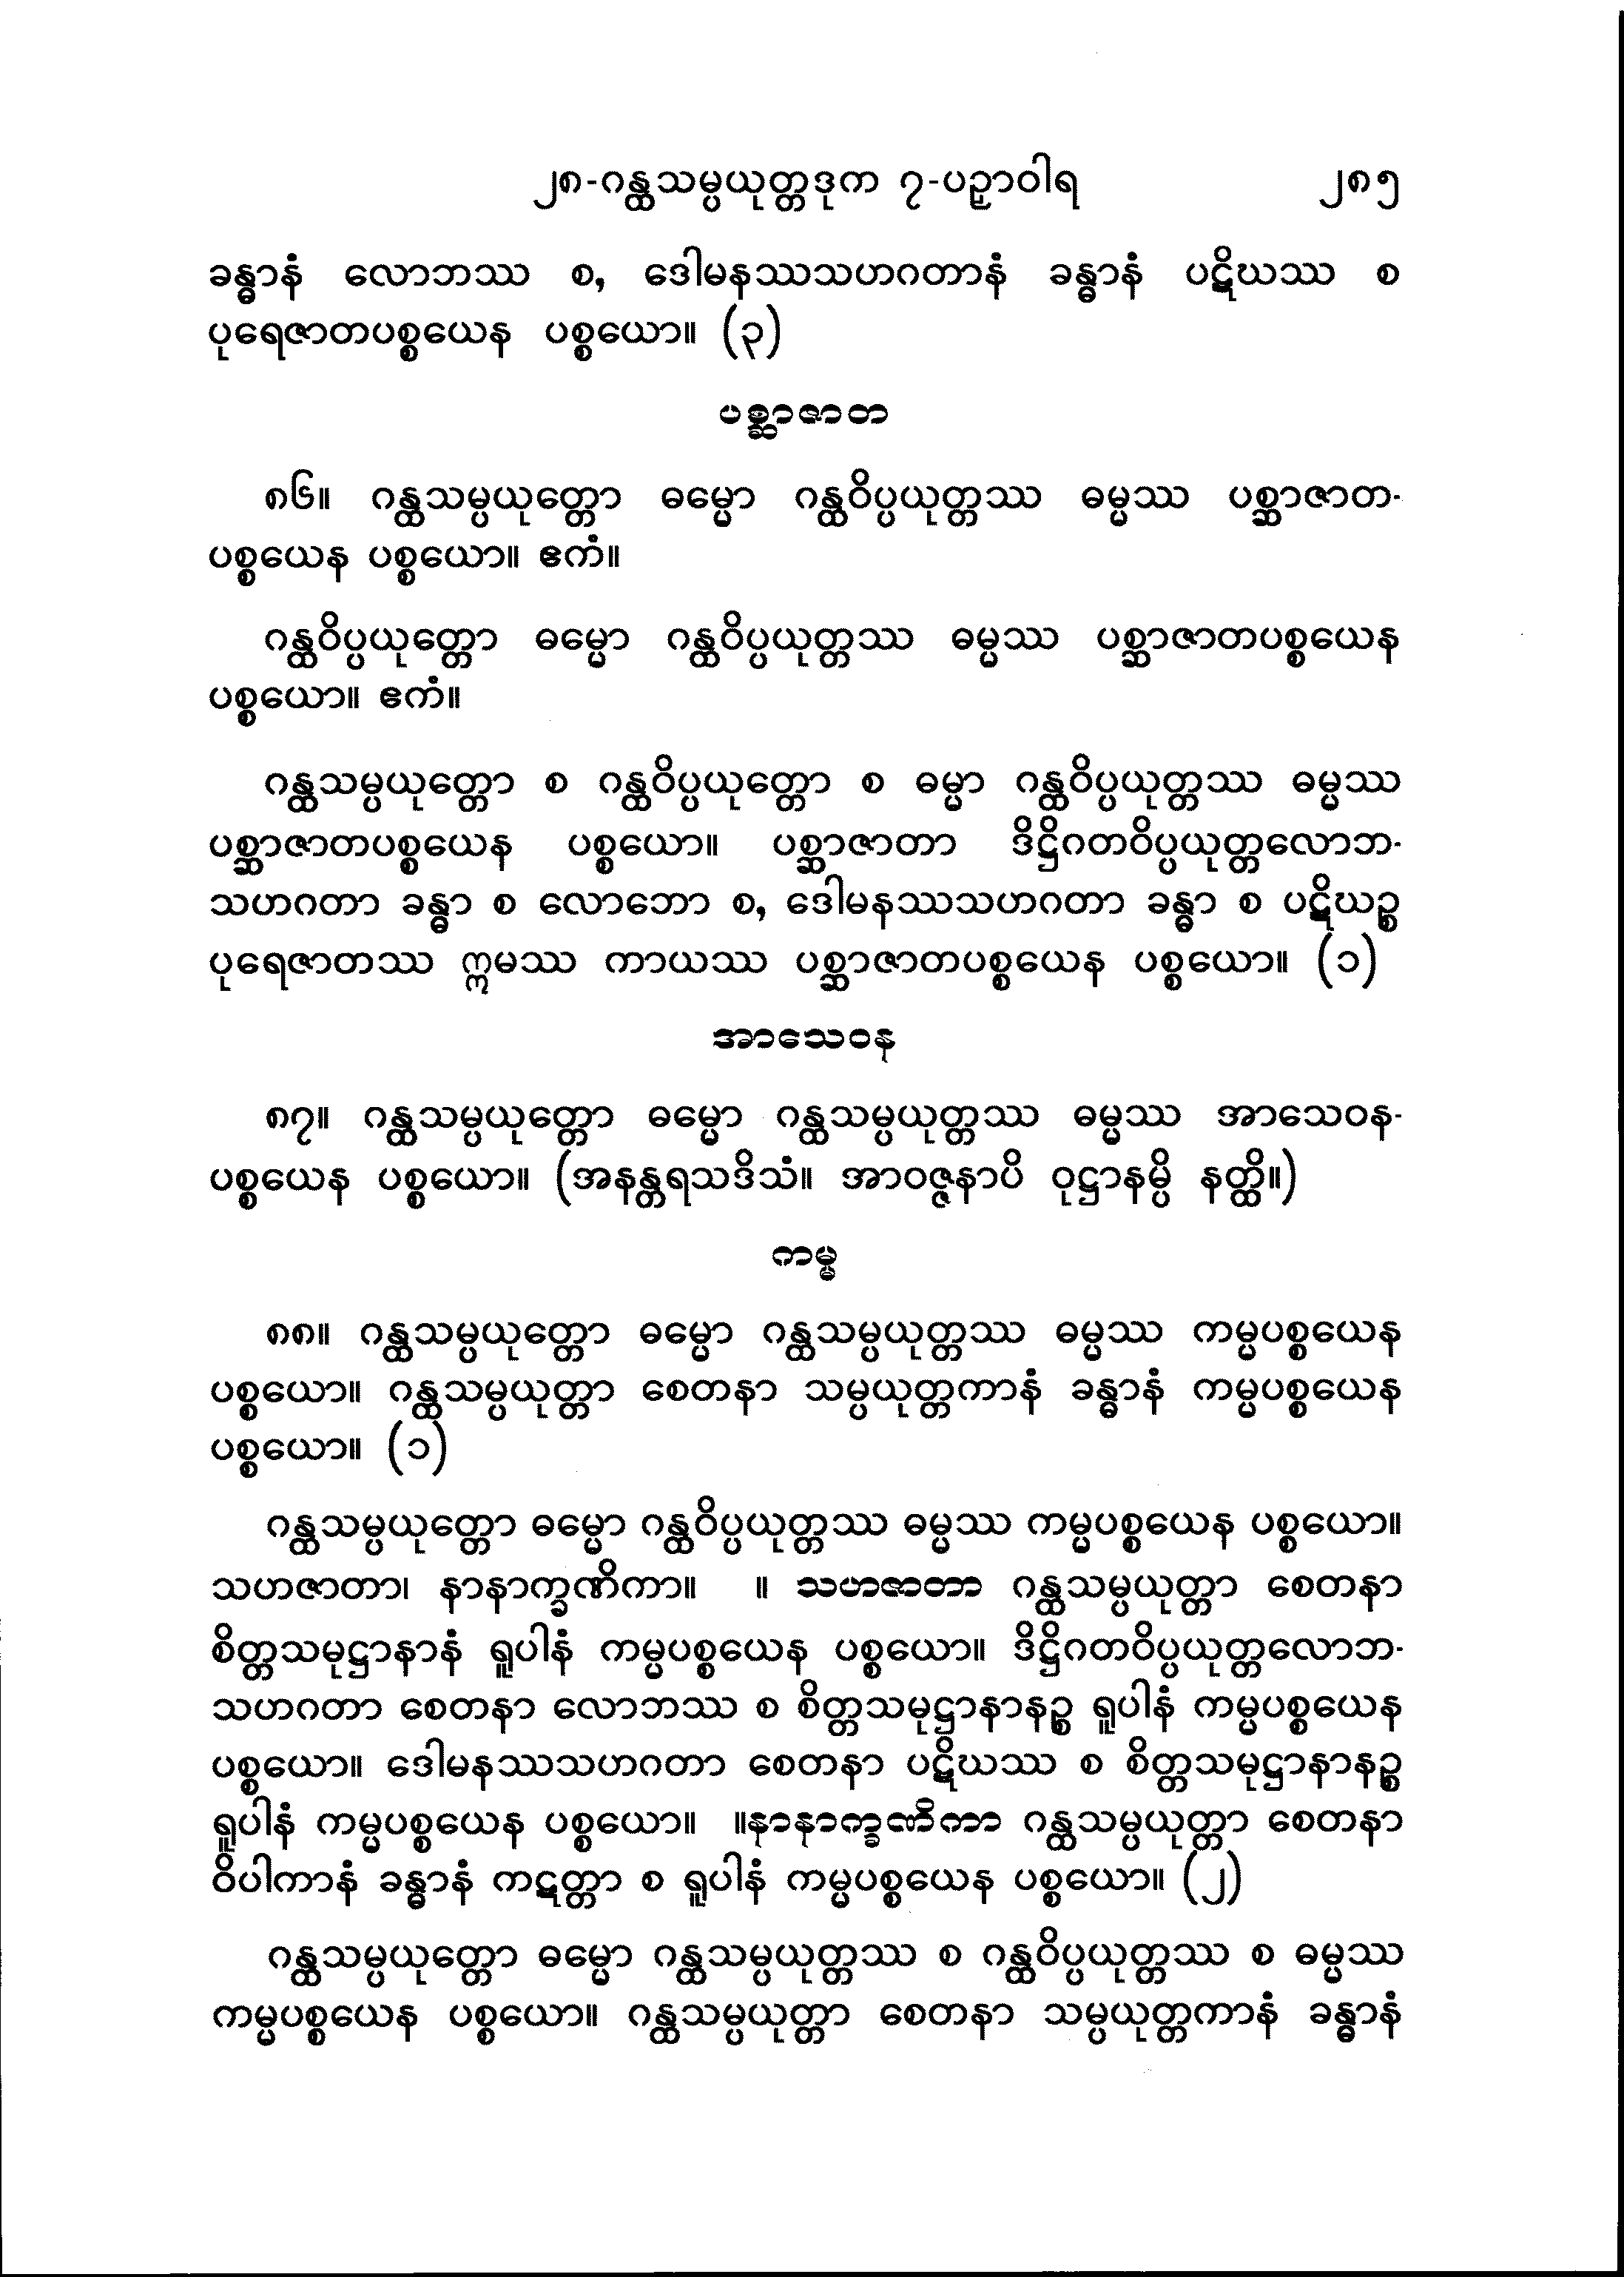 ၂၈-ဂန္ထသမ္ပယုတ္တဒုက ၇-ပဉှာဝါရ ၂၈၅
ခန္ဓာနံ လောဘဿ စ, ဒေါမနဿသဟဂတာနံ ခန္ဓာနံ ပဋိဃဿ စ
ပုရေဇာတပစ္စယေန ပစ္စယော။ (၃)
ပစ္ဆာဇာတ
၈၆။ ဂန္ထသမ္ပယုတ္တော ဓမ္မော ဂန္ထဝိပ္ပယုတ္တဿ ဓမ္မဿ ပစ္ဆာဇာတ-
ပစ္စယေန ပစ္စယော။ ဧကံ။
ဂန္ထဝိပ္ပယုတ္တော ဓမ္မော ဂန္ထဝိပ္ပယုတ္တဿ ဓမ္မဿ ပစ္ဆာဇာတပစ္စယေန
ပစ္စယော။ ဧကံ။
ဂန္ထသမ္ပယုတ္တော စ ဂန္ထဝိပ္ပယုတ္တော စ ဓမ္မာ ဂန္ထဝိပ္ပယုတ္တဿ ဓမ္မဿ
ပစ္ဆာဇာတပစ္စယေန ပစ္စယော။ ပစ္ဆာဇာတာ ဒိဋ္ဌိဂတဝိပ္ပယုတ္တလောဘ-
သဟဂတာ ခန္ဓာ စ လောဘော စ, ဒေါမနဿသဟဂတာ ခန္ဓာ စ ပဋိဃဉ္စ
ပုရေဇာတဿ ဣမဿ ကာယဿ ပစ္ဆာဇာတပစ္စယေန ပစ္စယော။ (၁)
အာသေဝန
၈၇။ ဂန္ထသမ္ပယုတ္တော ဓမ္မော ဂန္ထသမ္ပယုတ္တဿ ဓမ္မဿ အာသေဝန-
ပစ္စယေန ပစ္စယော။ (အနန္တရသဒိသံ။ အာဝဇ္ဇနာပိ ဝုဋ္ဌာနမ္ပိ နတ္ထိ။)
ကမ္မ
၈၈။ ဂန္ထသမ္ပယုတ္တော ဓမ္မော ဂန္ထသမ္ပယုတ္တဿ ဓမ္မဿ ကမ္မပစ္စယေန
ပစ္စယော။ ဂန္ထသမ္ပယုတ္တာ စေတနာ သမ္ပယုတ္တကာနံ ခန္ဓာနံ ကမ္မပစ္စယေန
ပစ္စယော။ (၁)
ဂန္ထသမ္ပယုတ္တော ဓမ္မော ဂန္ထဝိပ္ပယုတ္တဿ ဓမ္မဿ ကမ္မပစ္စယေန ပစ္စယော။
သဟဇာတာ၊ နာနာက္ခဏိကာ။ ။ သဟဇာတာ ဂန္ထသမ္ပယုတ္တာ စေတနာ
စိတ္တသမုဋ္ဌာနာနံ ရူပါနံ ကမ္မပစ္စယေန ပစ္စယော။ ဒိဋ္ဌိဂတဝိပ္ပယုတ္တလောဘ-
သဟဂတာ စေတနာ လောဘဿ စ စိတ္တသမုဋ္ဌာနာနဉ္စ ရူပါနံ ကမ္မပစ္စယေန
ပစ္စယော။ ဒေါမနဿသဟဂတာ စေတနာ ပဋိဃဿ စ စိတ္တသမုဋ္ဌာနာနဉ္စ
ရူပါနံ ကမ္မပစ္စယေန ပစ္စယော။ ။နာနာက္ခဏိကာ ဂန္ထသမ္ပယုတ္တာ စေတနာ
ဝိပါကာနံ ခန္ဓာနံ ကဋတ္တာ စ ရူပါနံ ကမ္မပစ္စယေန ပစ္စယော။ (၂)
ဂန္ထသမ္ပယုတ္တော ဓမ္မော ဂန္ထသမ္ပယုတ္တဿ စ ဂန္ထဝိပ္ပယုတ္တဿ စ ဓမ္မဿ
ကမ္မပစ္စယေန ပစ္စယော။ ဂန္ထသမ္ပယုတ္တာ စေတနာ သမ္ပယုတ္တကာနံ ခန္ဓာနံ